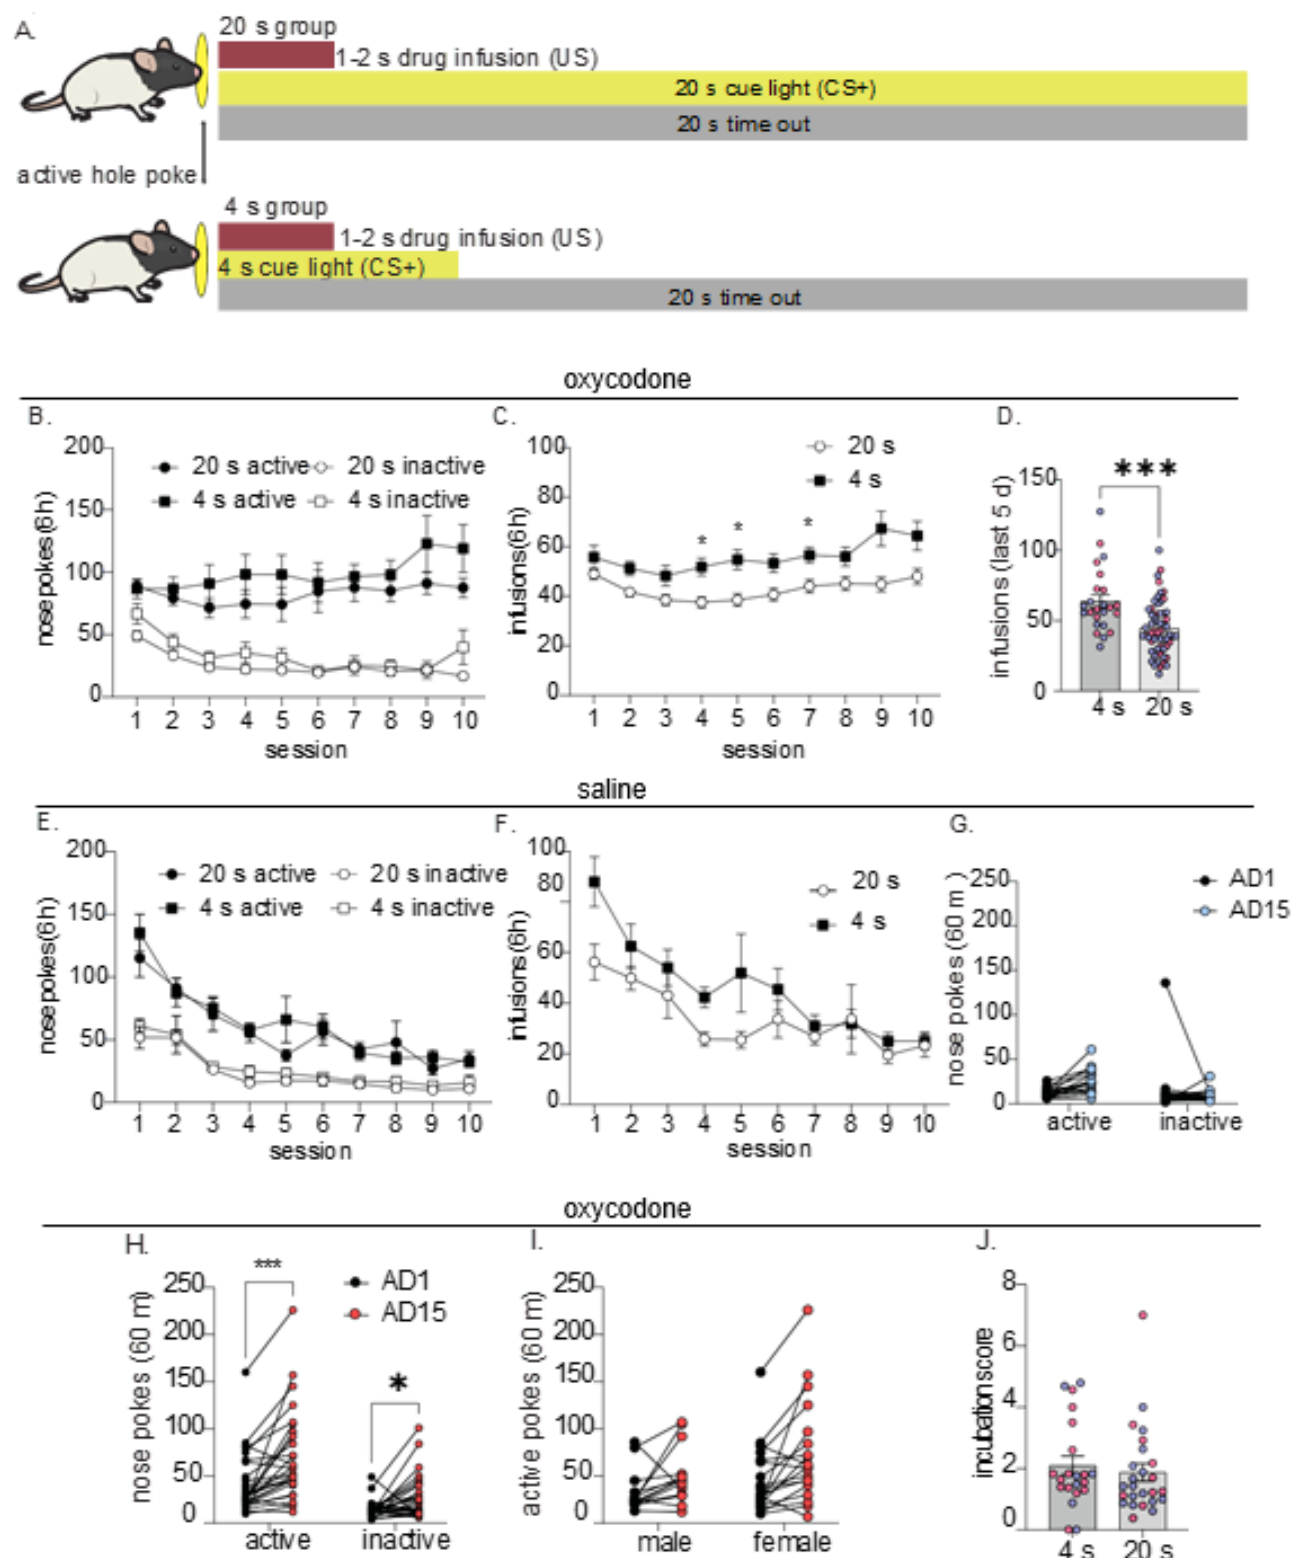 A.
20 s group
1-2 s drug infusion (US)
20 s cue light (CS+)
20 s time out
active hole poke
4 s group
1-2 s drug infusion (US)
4 s cue light (CS+)
20 s time out
oxycodone
B.
nose pokes (6h)
200
150
100
50
0
20 s active
20 s inactive
4 s active
4 s inactive
1 2 3 4 5 6 7 8 9 10
session
C.
infusions (6h)
100
80
60
40
20
0
20 s
4 s
* * *
1 2 3 4 5 6 7 8 9 10
session
D.
infusions (last 5 d)
150
100
50
0
***
4 s 20 s
saline
E.
nose pokes (6h)
200
150
100
50
0
20 s active
20 s inactive
4 s active
4 s inactive
1 2 3 4 5 6 7 8 9 10
session
F.
infusions (6h)
100
80
60
40
20
0
20 s
4 s
1 2 3 4 5 6 7 8 9 10
session
G.
nose pokes (60 m )
250
200
150
100
50
0
AD1
AD15
active inactive
oxycodone
H.
nose pokes (60 m)
250
200
150
100
50
0
***
*
AD1
AD15
active inactive
I.
active pokes (60 m)
250
200
150
100
50
0
male female
J.
incubation score
8
6
4
2
0
4 s 20 s